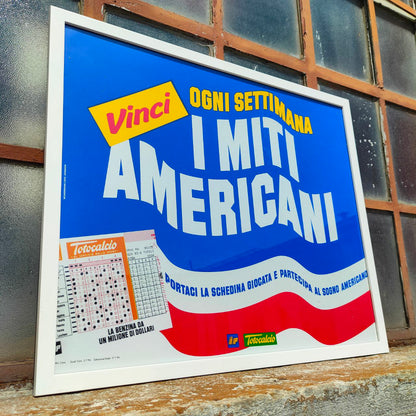 Vinci
OGNI SETTIMANA
I MITI
AMERICANI
Totocalcio
PORTACI LA SCHEDINA GIOCATA E PARTECIPA AL SOGNO AMERICANO
LA BENZINA DA
UN MILIONE DI DOLLARI
IP
Totocalcio